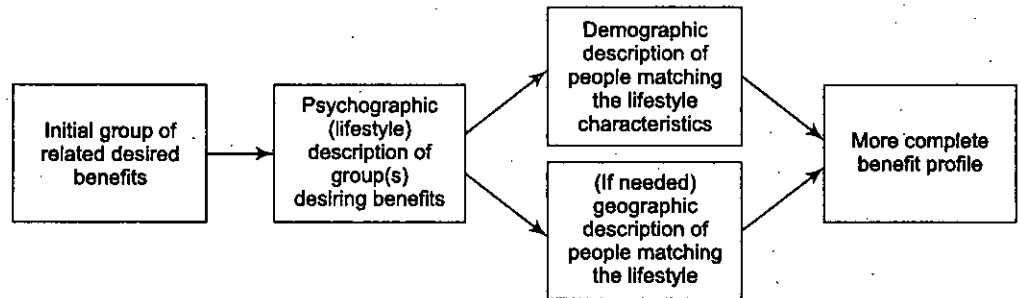 Initial group of
related desired
benefits
Psychographic
(lifestyle)
description of
group(s)
desiring benefits
Demographic
description of
people matching
the lifestyle
characteristics
(If needed)
geographic
description of
people matching
the lifestyle
More complete
benefit profile